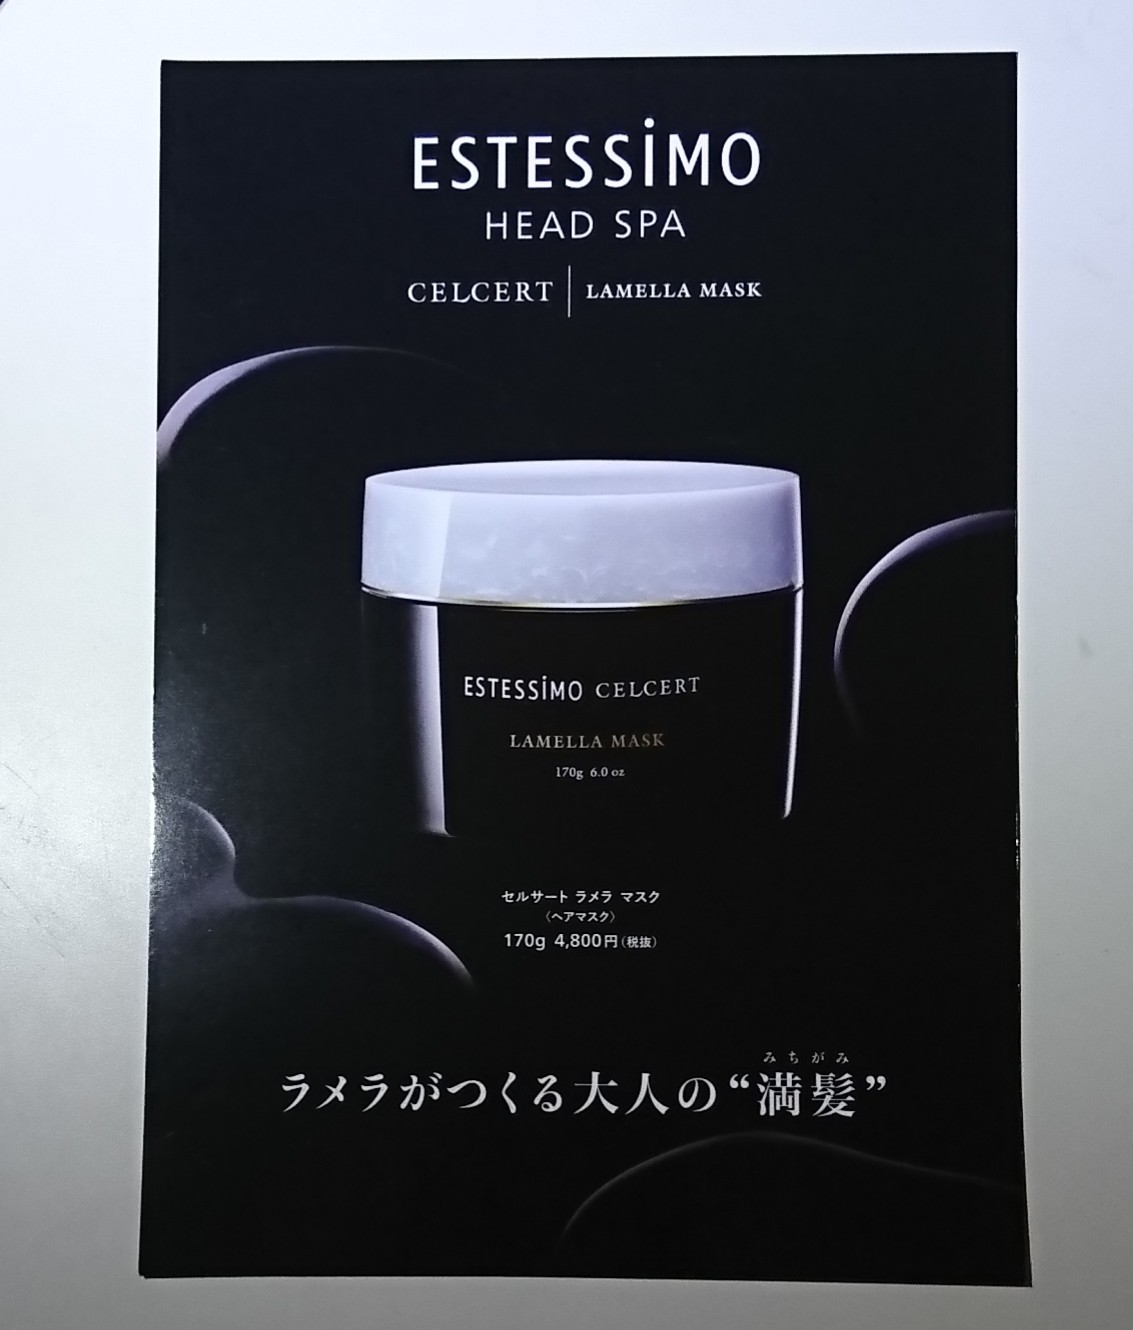 ESTESSiMO
HEAD SPA
CELCERT LAMELLA MASK
ESTESSiMO CELCERT
LAMELLA MASK
170g 6.0 oz
セルサート ラメラ マスク
〈ヘアマスク〉
170g 4,800円(税抜)
みちがみ
ラメラがつくる大人の“満髪”